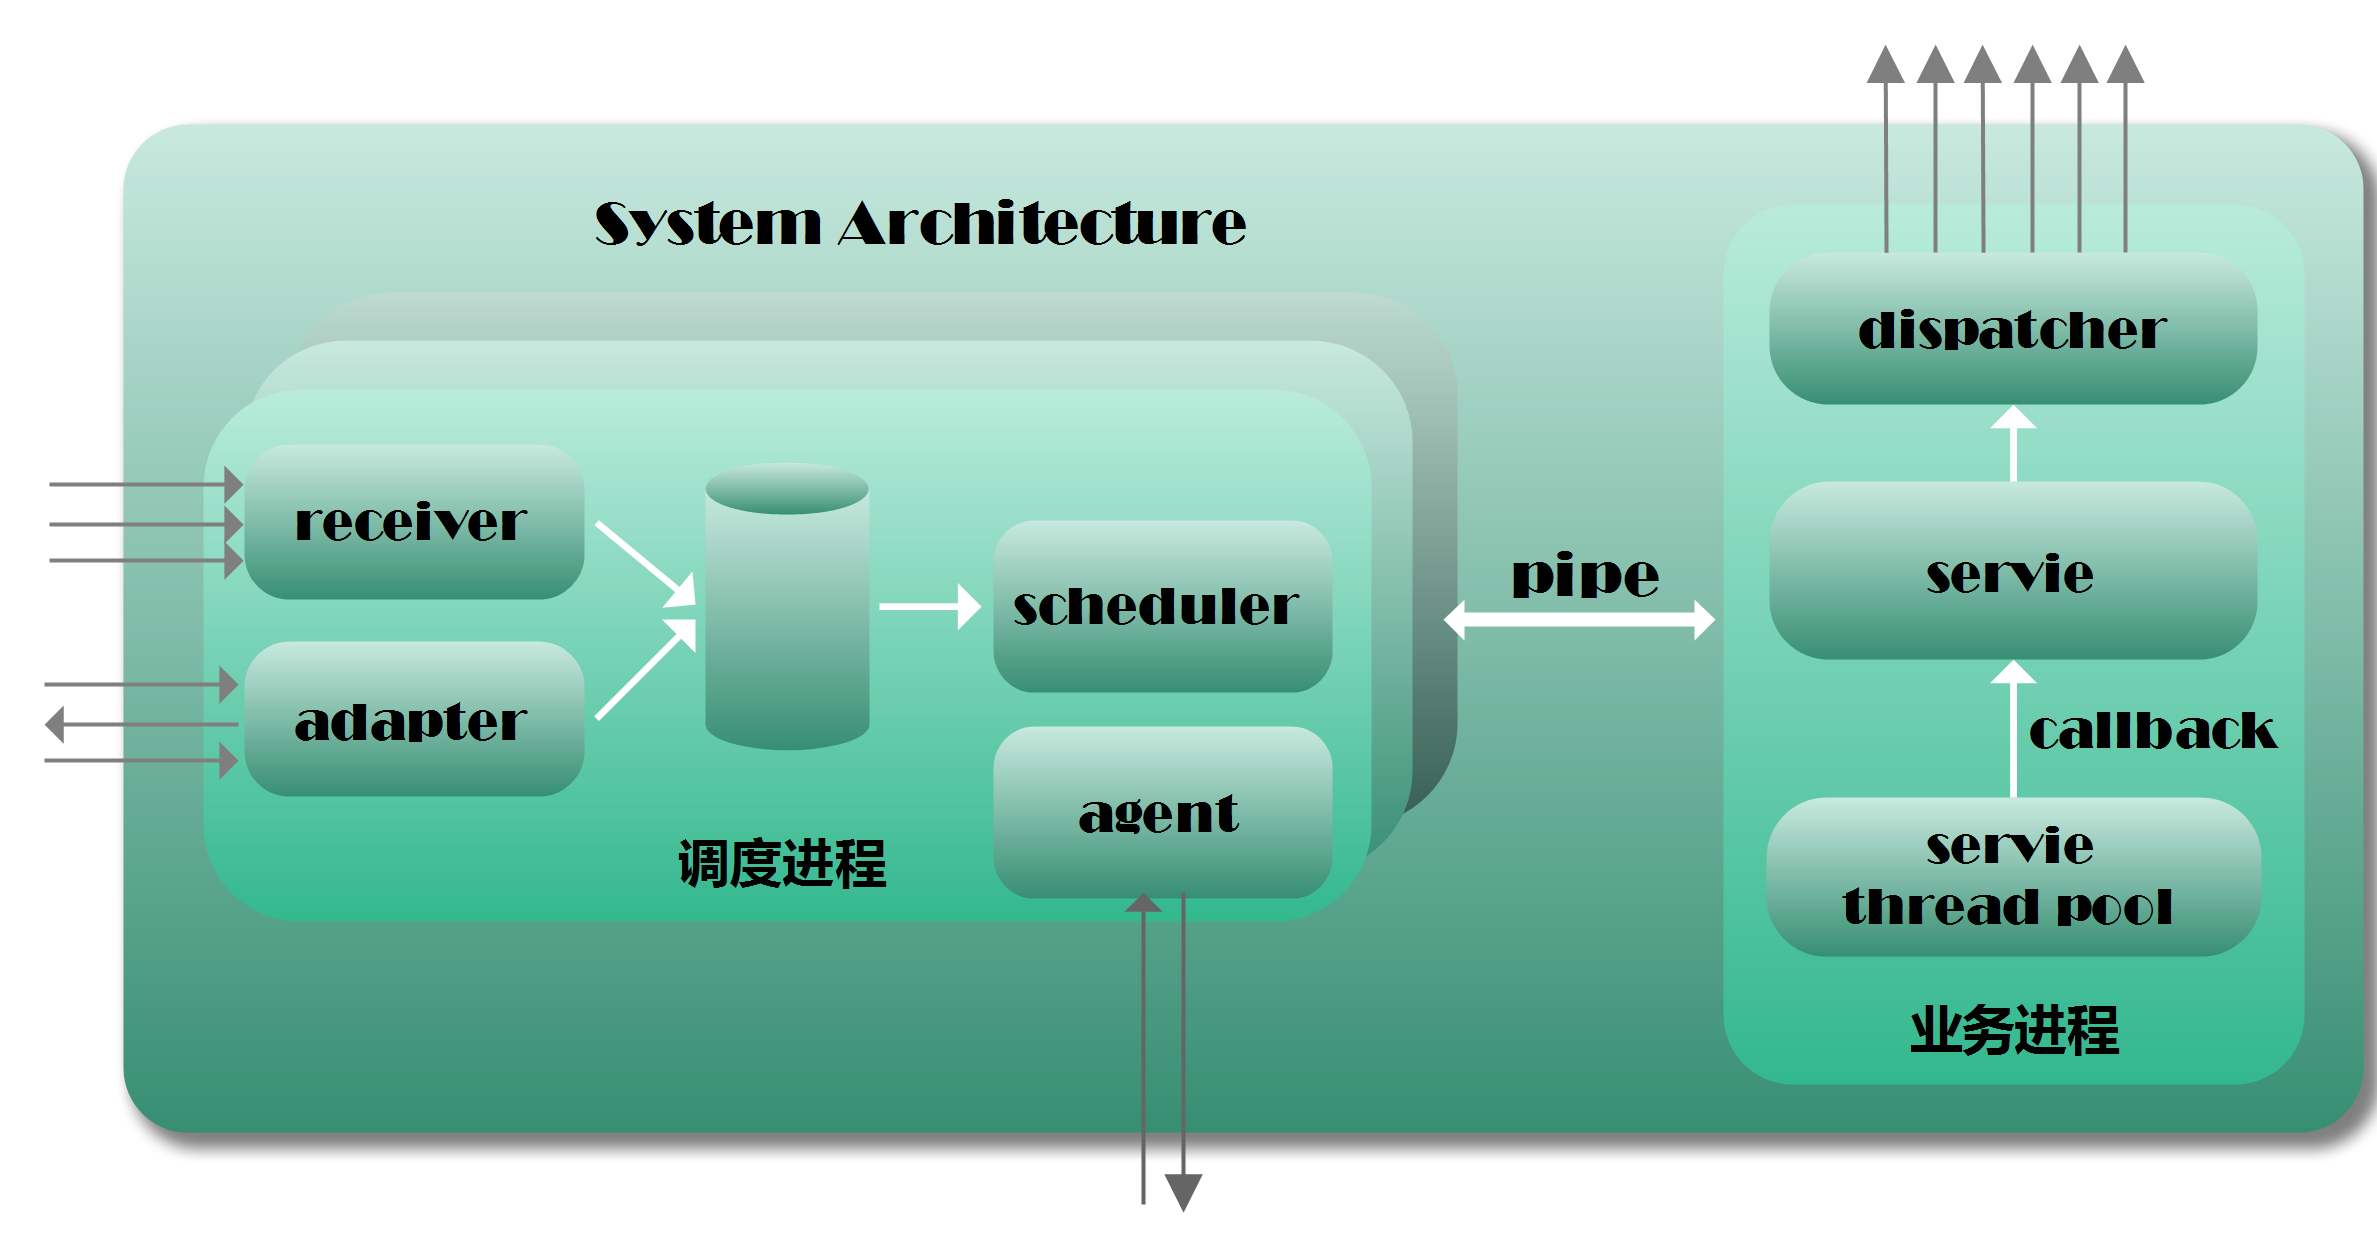 System Architecture
receiver
adapter
scheduler
agent
调度进程
pipe
dispatcher
servie
callback
servie
thread pool
业务进程